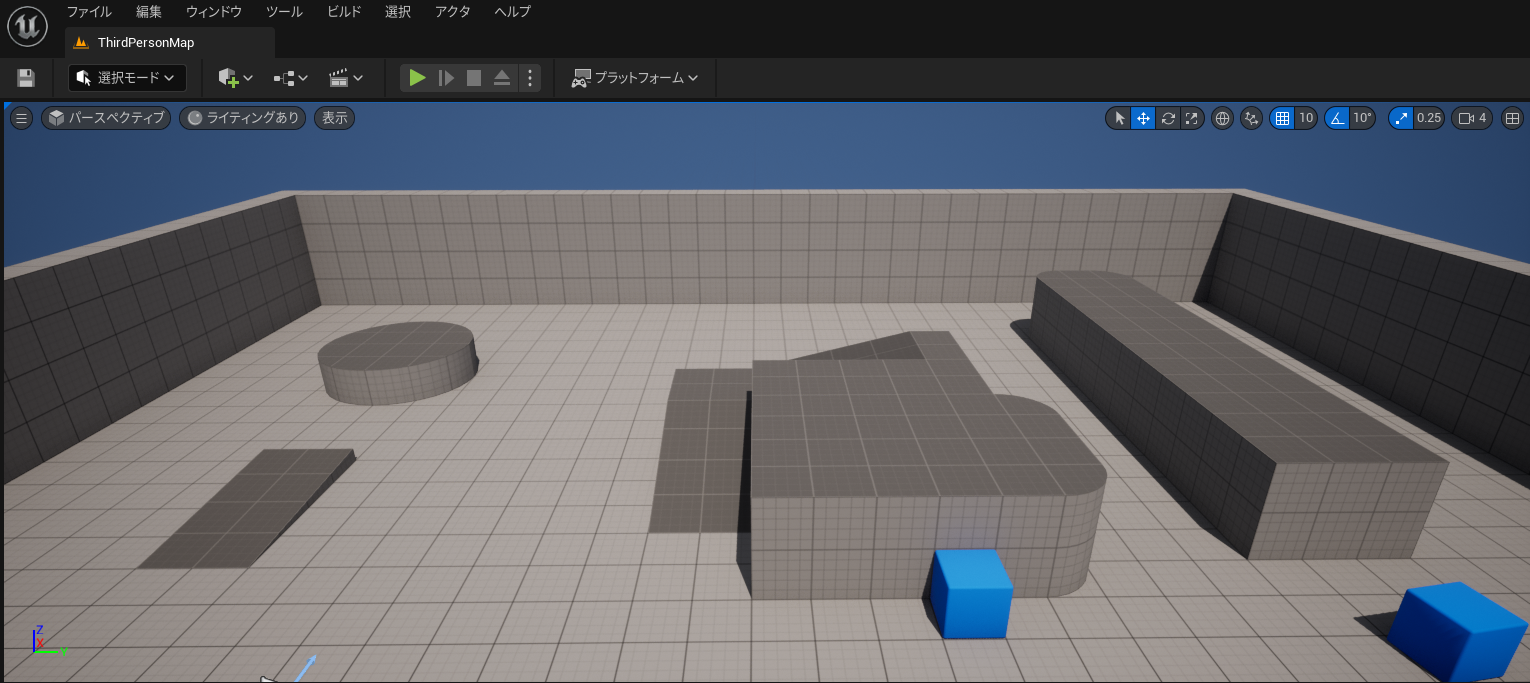 ファイル 編集 ウィンドウ ツール ビルド 選択 アクタ ヘルプ
ThirdPersonMap
選択モード プラットフォーム
パースペクティブ ライティングあり 表示 10 10° 0.25 4
Z
X
Y